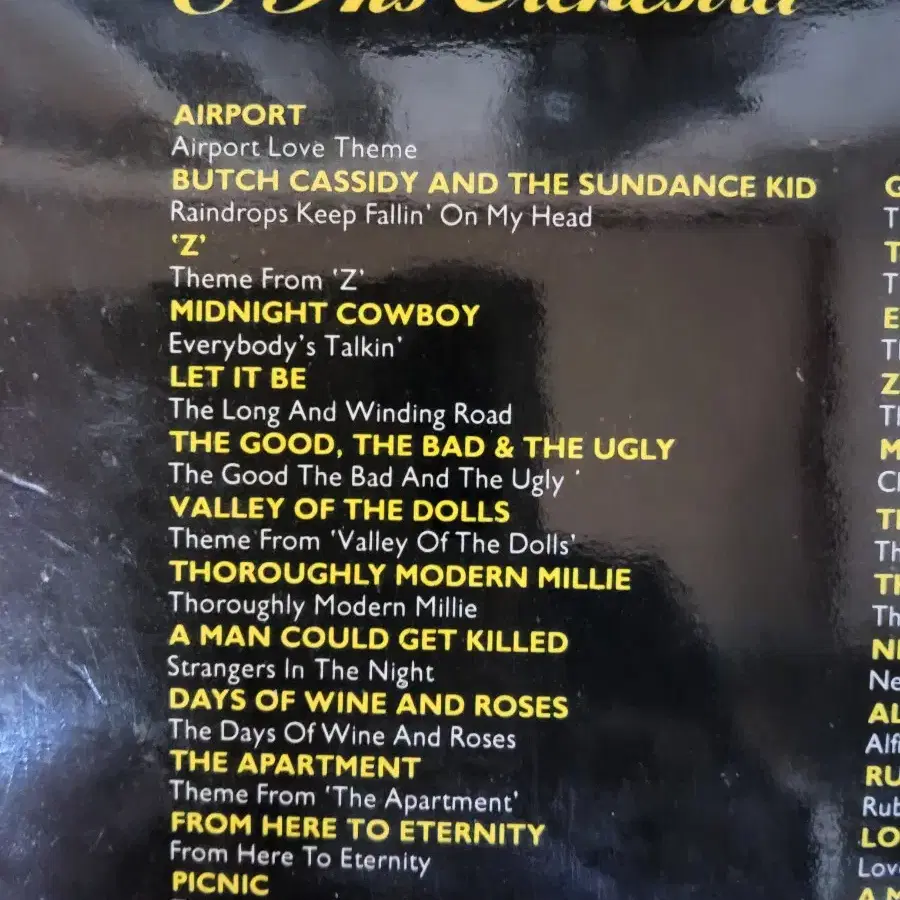 & His Orchestra
AIRPORT
Airport Love Theme
BUTCH CASSIDY AND THE SUNDANCE KID
Raindrops Keep Fallin' On My Head
'Z'
Theme From 'Z'
MIDNIGHT COWBOY
Everybody's Talkin'
LET IT BE
The Long And Winding Road
THE GOOD, THE BAD & THE UGLY
The Good The Bad And The Ugly
VALLEY OF THE DOLLS
Theme From 'Valley Of The Dolls'
THOROUGHLY MODERN MILLIE
Thoroughly Modern Millie
A MAN COULD GET KILLED
Strangers In The Night
DAYS OF WINE AND ROSES
The Days Of Wine And Roses
THE APARTMENT
Theme From 'The Apartment'
FROM HERE TO ETERNITY
From Here To Eternity
PICNIC